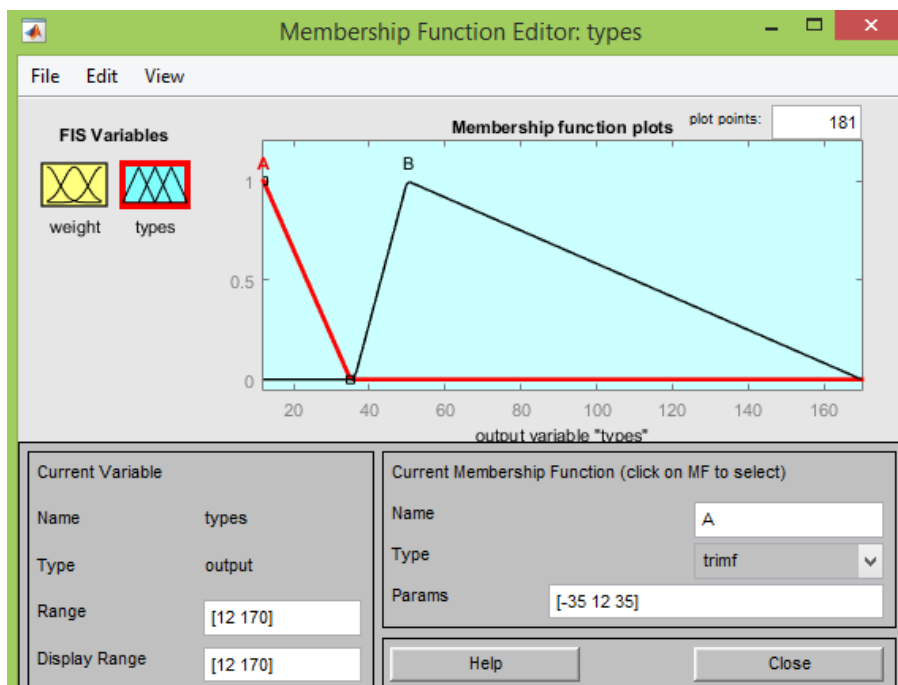 Membership Function Editor: types
File Edit View
FIS Variables
weight types
Membership function plots plot points: 181
A B
1
0.5
0
20 40 60 80 100 120 140 160
output variable "types"
Current Variable
Name types
Type output
Range [12 170]
Display Range [12 170]
Current Membership Function (click on MF to select)
Name A
Type trimf
Params [-35 12 35]
Help Close